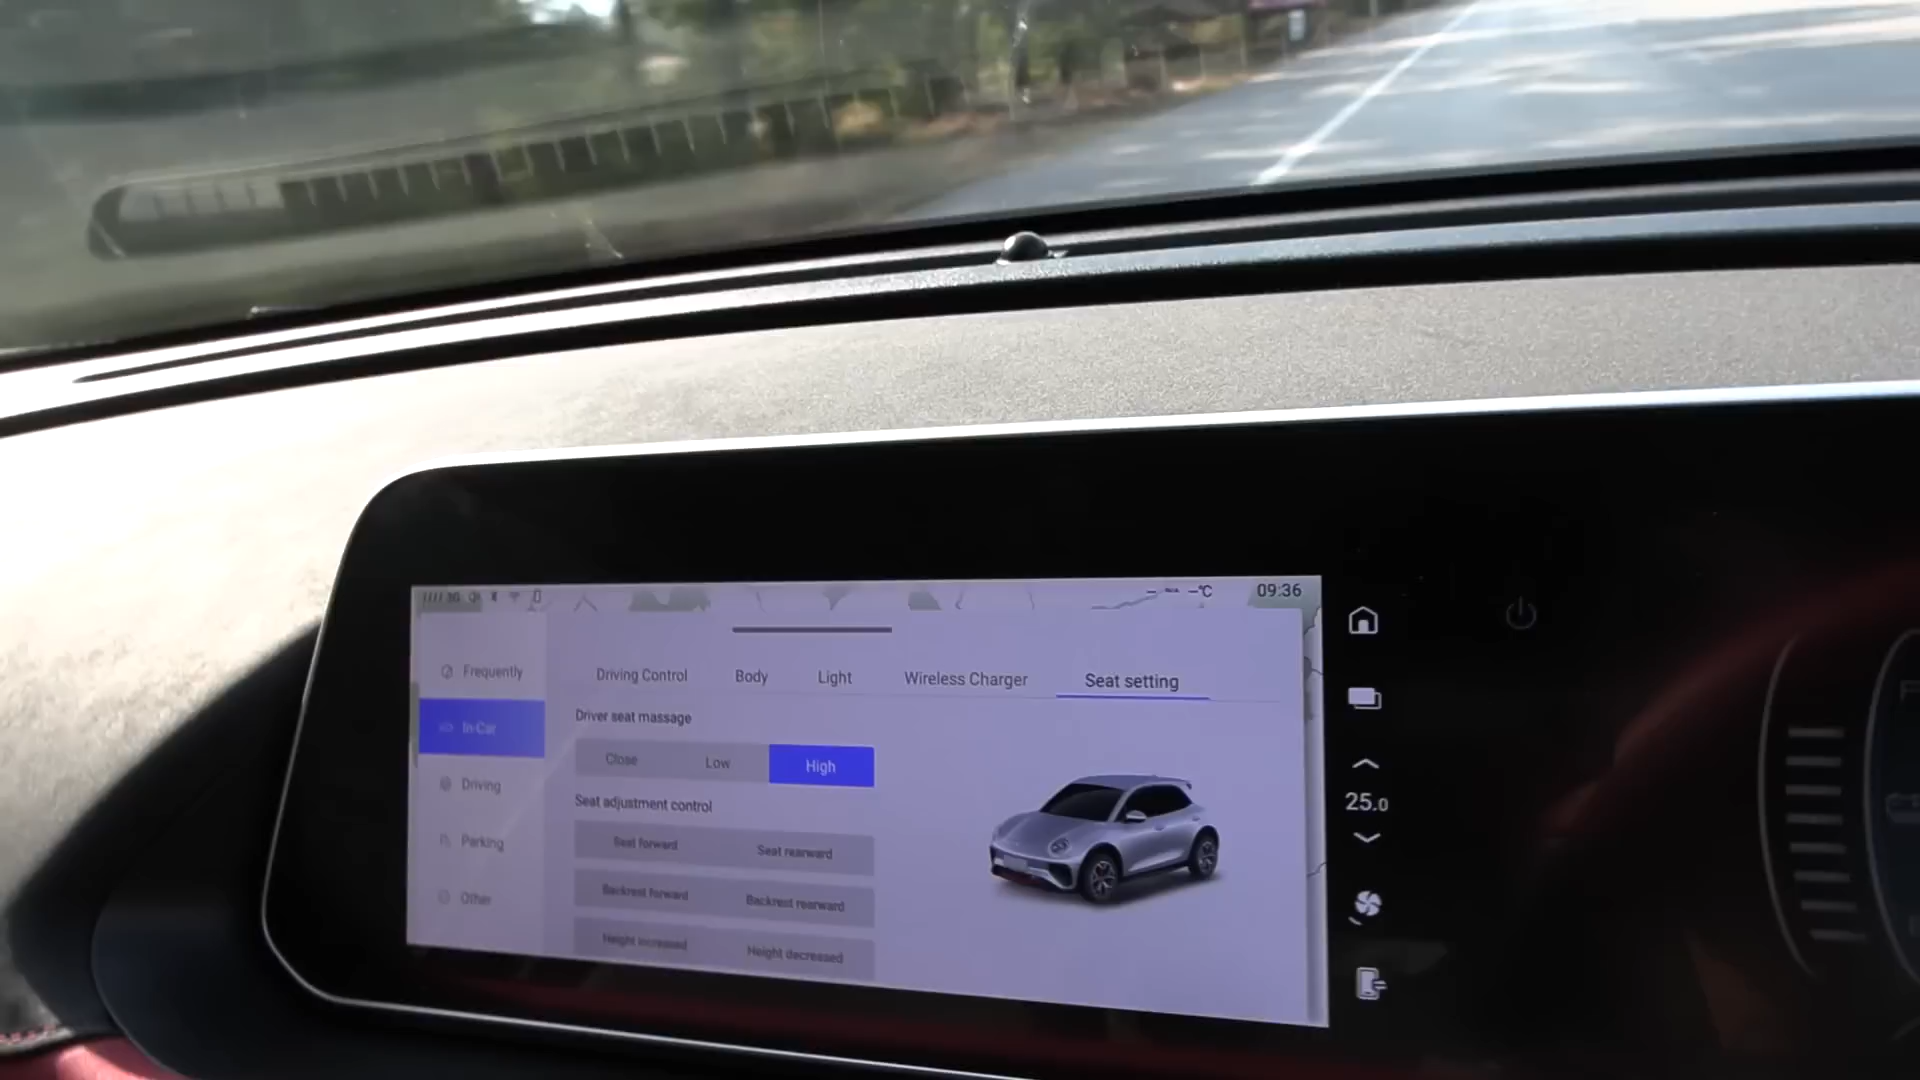 3G
--℃ 09:36
Frequently
In-Car
Driving
Parking
Other
Driving Control Body Light Wireless Charger Seat setting
Driver seat massage
Close Low High
Seat adjustment control
Seat forward Seat rearward
Backrest forward Backrest rearward
Height increased Height decreased
25.0